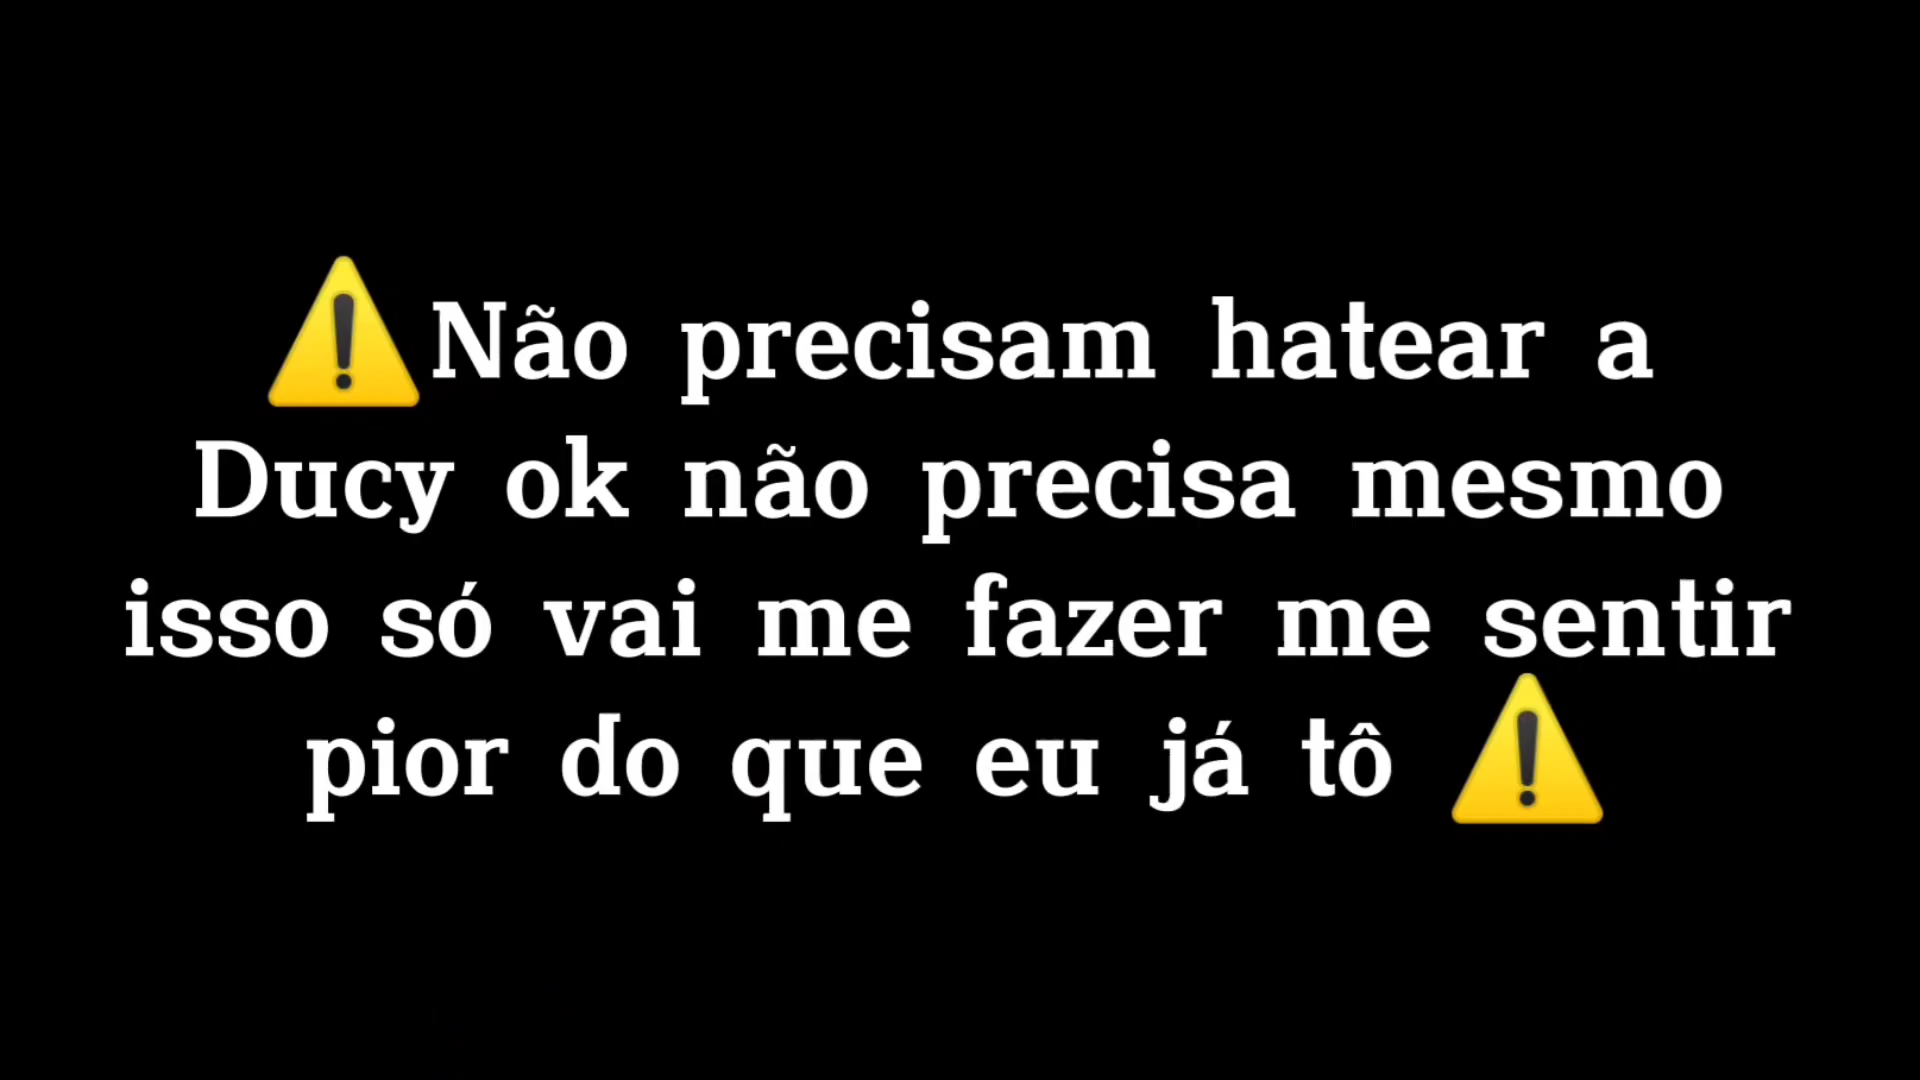 ⚠️Não precisam hatear a
Ducy ok não precisa mesmo
isso só vai me fazer me sentir
pior do que eu já tô ⚠️